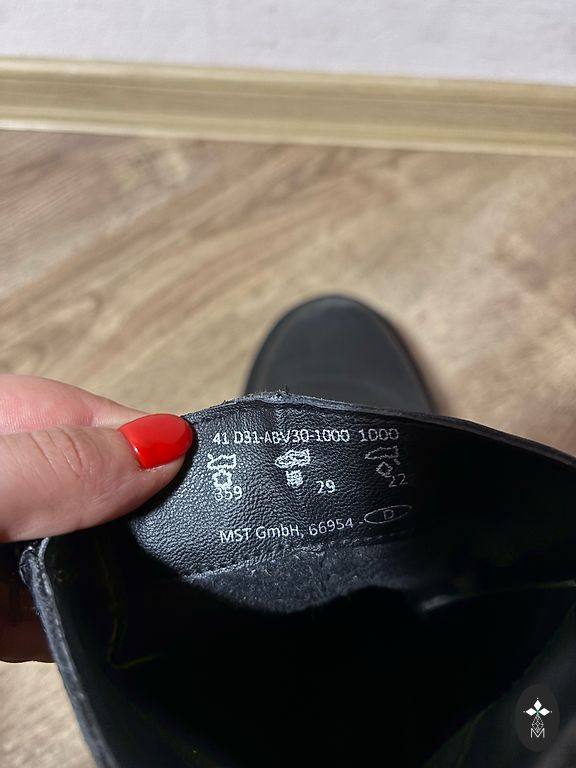 41 D31-ABV30-1000 1000
359 29 22
MST GmbH, 66954 - D
M